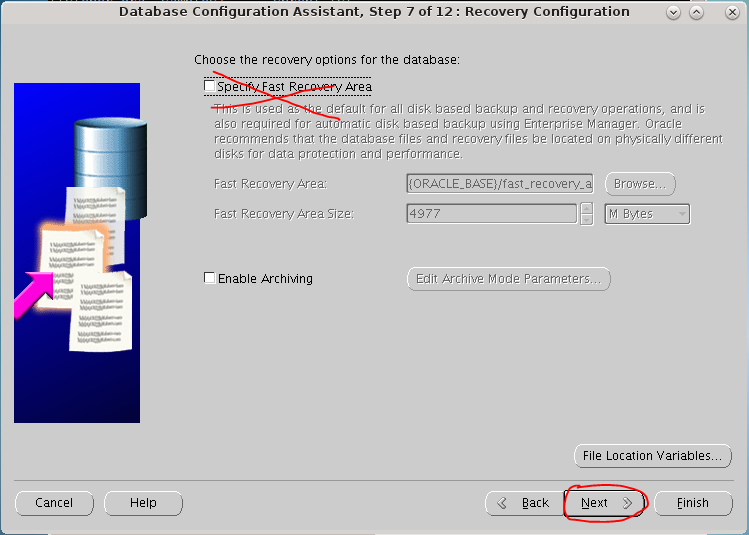 Database Configuration Assistant, Step 7 of 12 : Recovery Configuration
Choose the recovery options for the database:
Specify Fast Recovery Area
This is used as the default for all disk based backup and recovery operations, and is
also required for automatic disk based backup using Enterprise Manager. Oracle
recommends that the database files and recovery files be located on physically different
disks for data protection and performance.
Fast Recovery Area: {ORACLE_BASE}/fast_recovery_a Browse...
Fast Recovery Area Size: 4977 M Bytes
Enable Archiving Edit Archive Mode Parameters...
File Location Variables...
Cancel Help Back Next Finish